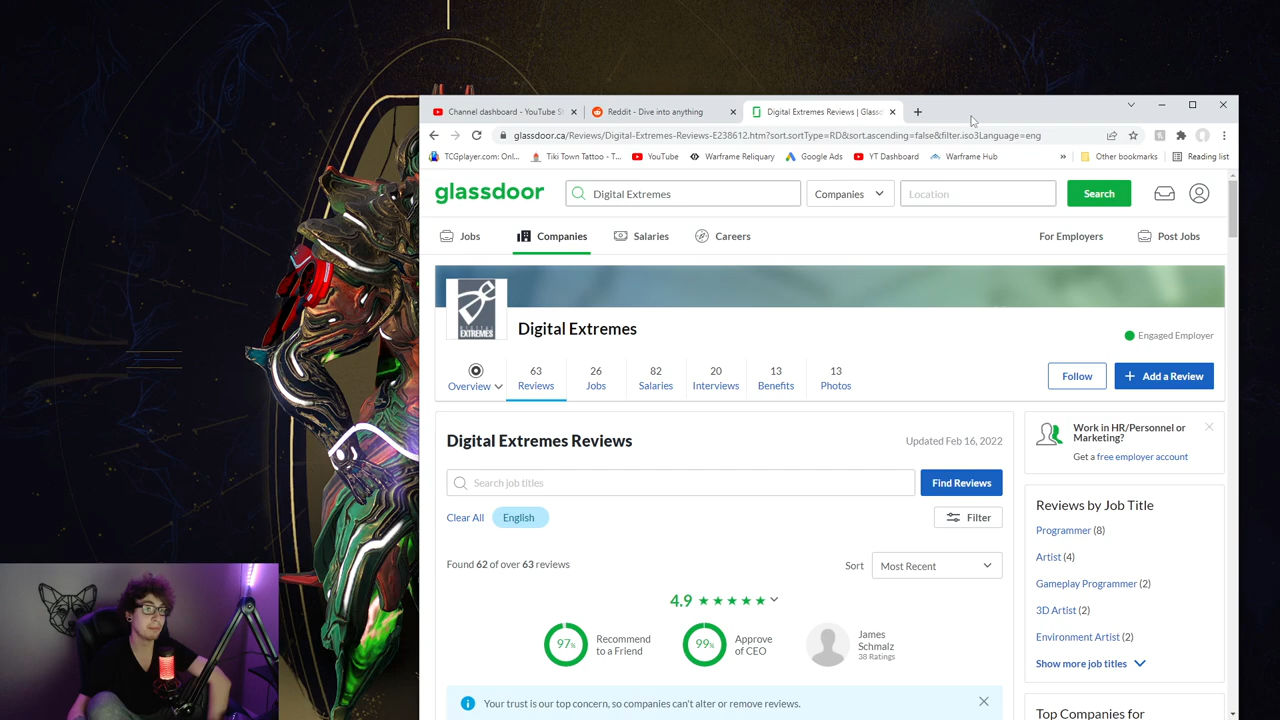 Channel dashboard - YouTube S
Reddit - Dive into anything
Digital Extremes Reviews | Glassd
glassdoor.ca/Reviews/Digital-Extremes-Reviews-E238612.htm?sort.sortType=RD&sort.ascending=false&filter.iso3Language=eng
TCGplayer.com: Onl... Tiki Town Tattoo - T... YouTube Warframe Reliquary Google Ads YT Dashboard Warframe Hub » Other bookmarks Reading list
glassdoor Digital Extremes Companies Location Search
Jobs Companies Salaries Careers For Employers Post Jobs
DIGITAL
EXTREMES
Digital Extremes
Engaged Employer
Overview
63
Reviews
26
Jobs
82
Salaries
20
Interviews
13
Benefits
13
Photos
Follow
+ Add a Review
Digital Extremes Reviews
Updated Feb 16, 2022
Search job titles
Find Reviews
Clear All English
Filter
Found 62 of over 63 reviews
Sort Most Recent
4.9 ★★★★★
97%
Recommend
to a Friend
99%
Approve
of CEO
James
Schmalz
38 Ratings
Your trust is our top concern, so companies can't alter or remove reviews.
Work in HR/Personnel or
Marketing?
Get a free employer account
Reviews by Job Title
Programmer (8)
Artist (4)
Gameplay Programmer (2)
3D Artist (2)
Environment Artist (2)
Show more job titles
Top Companies for